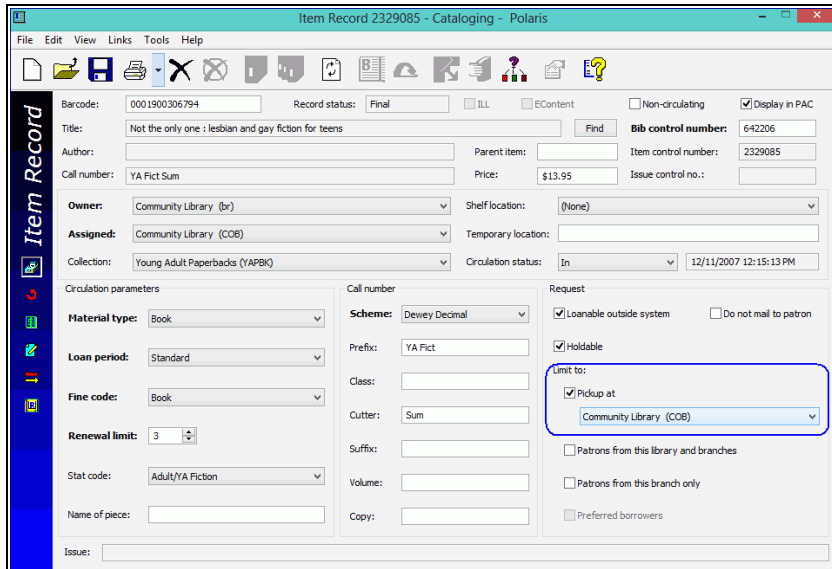 Item Record 2329085 - Cataloging - Polaris
File Edit View Links Tools Help
Item Record
Barcode: 0001900306794 Record status: Final ILL EContent Non-circulating Display in PAC
Title: Not the only one : lesbian and gay fiction for teens Find Bib control number: 642206
Author: Parent item: Item control number: 2329085
Call number: YA Fict Sum Price: $13.95 Issue control no.:
Owner: Community Library (br) Shelf location: (None)
Assigned: Community Library (COB) Temporary location:
Collection: Young Adult Paperbacks (YAPBK) Circulation status: In 12/11/2007 12:15:13 PM
Circulation parameters Call number Request
Material type: Book Scheme: Dewey Decimal Loanable outside system Do not mail to patron
Prefix: YA Fict Holdable
Loan period: Standard Limit to:
Class: Pickup at
Fine code: Book
Cutter: Sum Community Library (COB)
Renewal limit: 3
Suffix: Patrons from this library and branches
Stat code: Adult/YA Fiction Volume: Patrons from this branch only
Name of piece: Copy: Preferred borrowers
Issue: